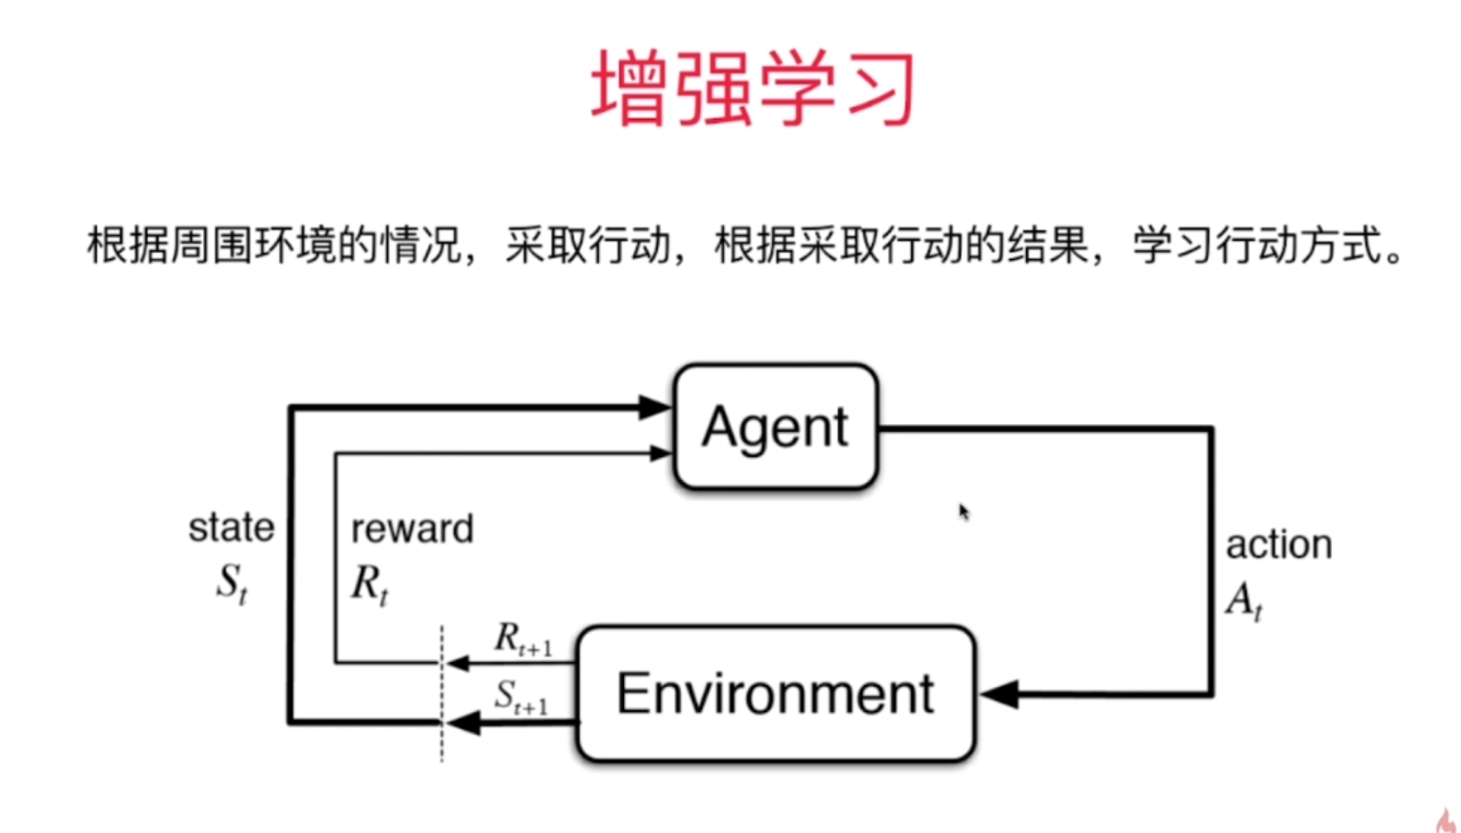 增强学习
根据周围环境的情况，采取行动，根据采取行动的结果，学习行动方式。
Agent
state
S_t
reward
R_t
action
A_t
R_{t+1}
S_{t+1}
Environment